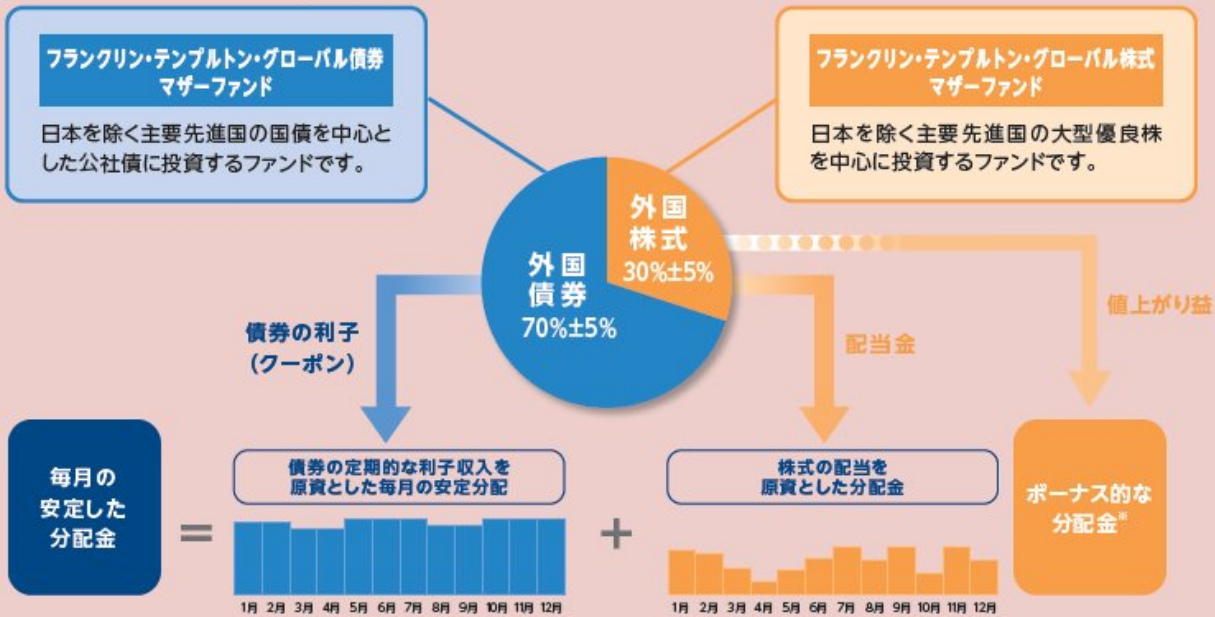 フランクリン・テンプルトン・グローバル債券
マザーファンド
日本を除く主要先進国の国債を中心と
した公社債に投資するファンドです。
フランクリン・テンプルトン・グローバル株式
マザーファンド
日本を除く主要先進国の大型優良株
を中心に投資するファンドです。
外国
株式
30%±5%
外国
債券
70%±5%
債券の利子
(クーポン)
配当金
値上がり益
毎月の
安定した
分配金
=
債券の定期的な利子収入を
原資とした毎月の安定分配
1月 2月 3月 4月 5月 6月 7月 8月 9月 10月 11月 12月
+
株式の配当を
原資とした分配金
1月 2月 3月 4月 5月 6月 7月 8月 9月 10月 11月 12月
ボーナス的な
分配金※